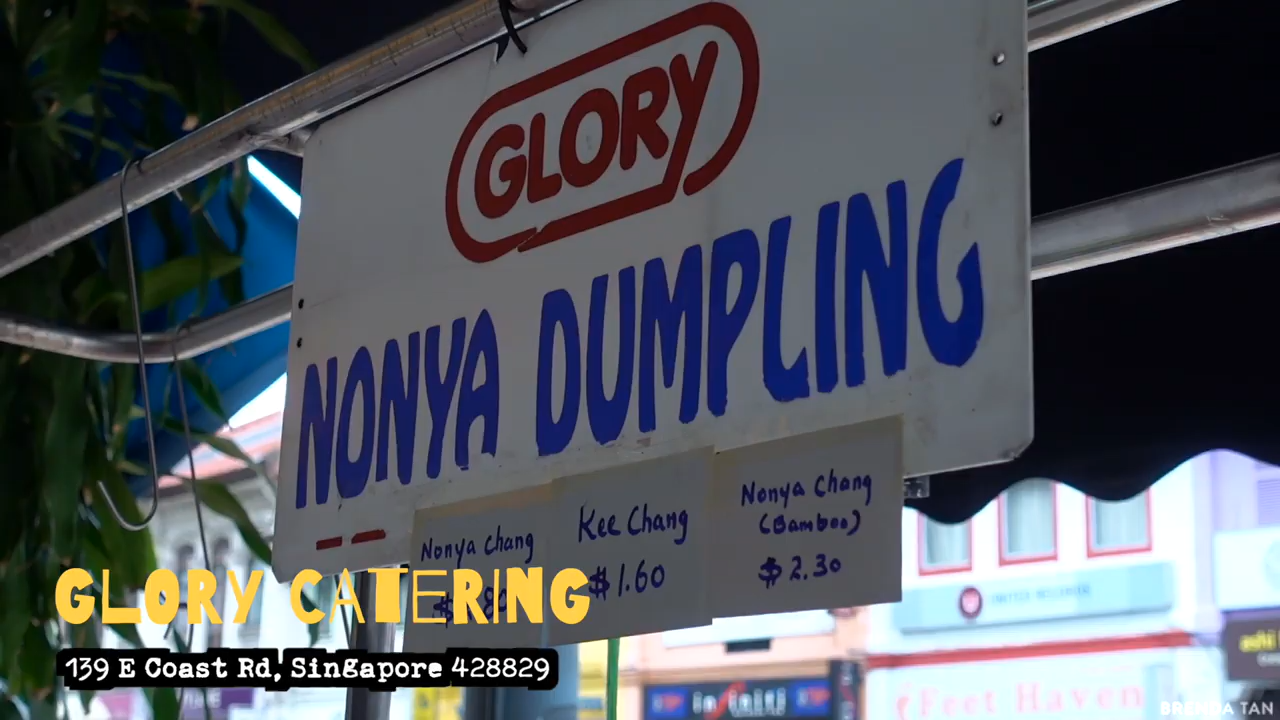 GLORY
NONYA DUMPLING
Nonya Chang
Kee Chang
$1.60
Nonya Chang
(Bamboo)
$2.30
GLORY CATERING
139 E Coast Rd, Singapore 428829
infiniti
Feet Haven
BRENDA TAN